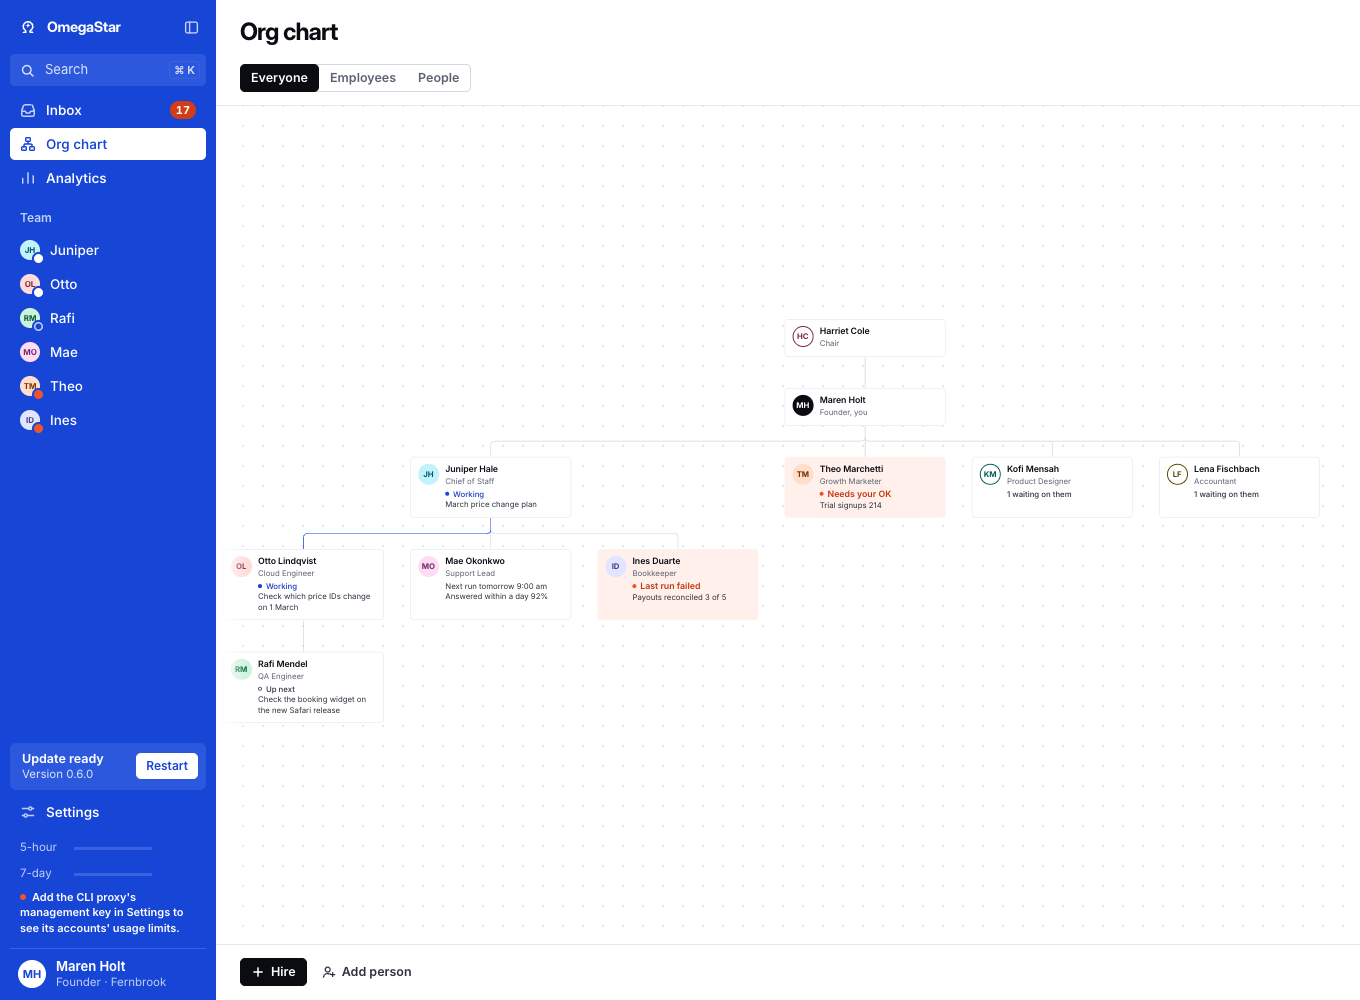 OmegaStar
Search
⌘ K
Inbox
17
Org chart
Analytics
Team
JH
Juniper
OL
Otto
RM
Rafi
MO
Mae
TM
Theo
ID
Ines
Update ready
Version 0.6.0
Restart
Settings
5-hour
7-day
Add the CLI proxy's
management key in Settings to
see its accounts' usage limits.
MH
Maren Holt
Founder · Fernbrook
Org chart
Everyone
Employees
People
HC
Harriet Cole
Chair
MH
Maren Holt
Founder, you
JH
Juniper Hale
Chief of Staff
Working
March price change plan
TM
Theo Marchetti
Growth Marketer
Needs your OK
Trial signups 214
KM
Kofi Mensah
Product Designer
1 waiting on them
LF
Lena Fischbach
Accountant
1 waiting on them
OL
Otto Lindqvist
Cloud Engineer
Working
Check which price IDs change
on 1 March
MO
Mae Okonkwo
Support Lead
Next run tomorrow 9:00 am
Answered within a day 92%
ID
Ines Duarte
Bookkeeper
Last run failed
Payouts reconciled 3 of 5
RM
Rafi Mendel
QA Engineer
Up next
Check the booking widget on
the new Safari release
Hire
Add person